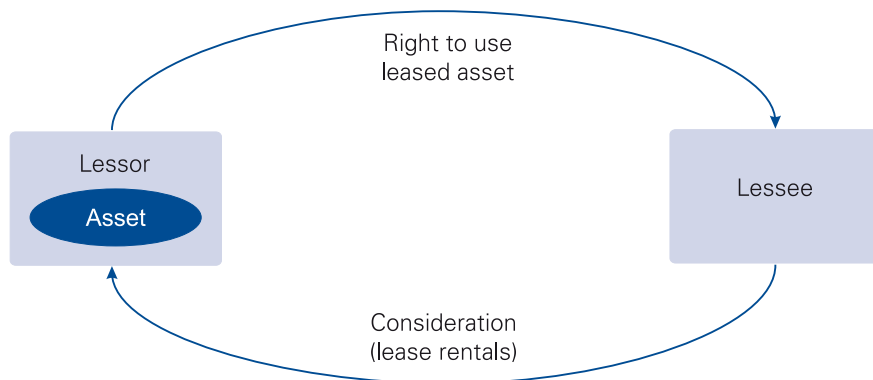 Right to use
leased asset
Lessor
Asset
Lessee
Consideration
(lease rentals)